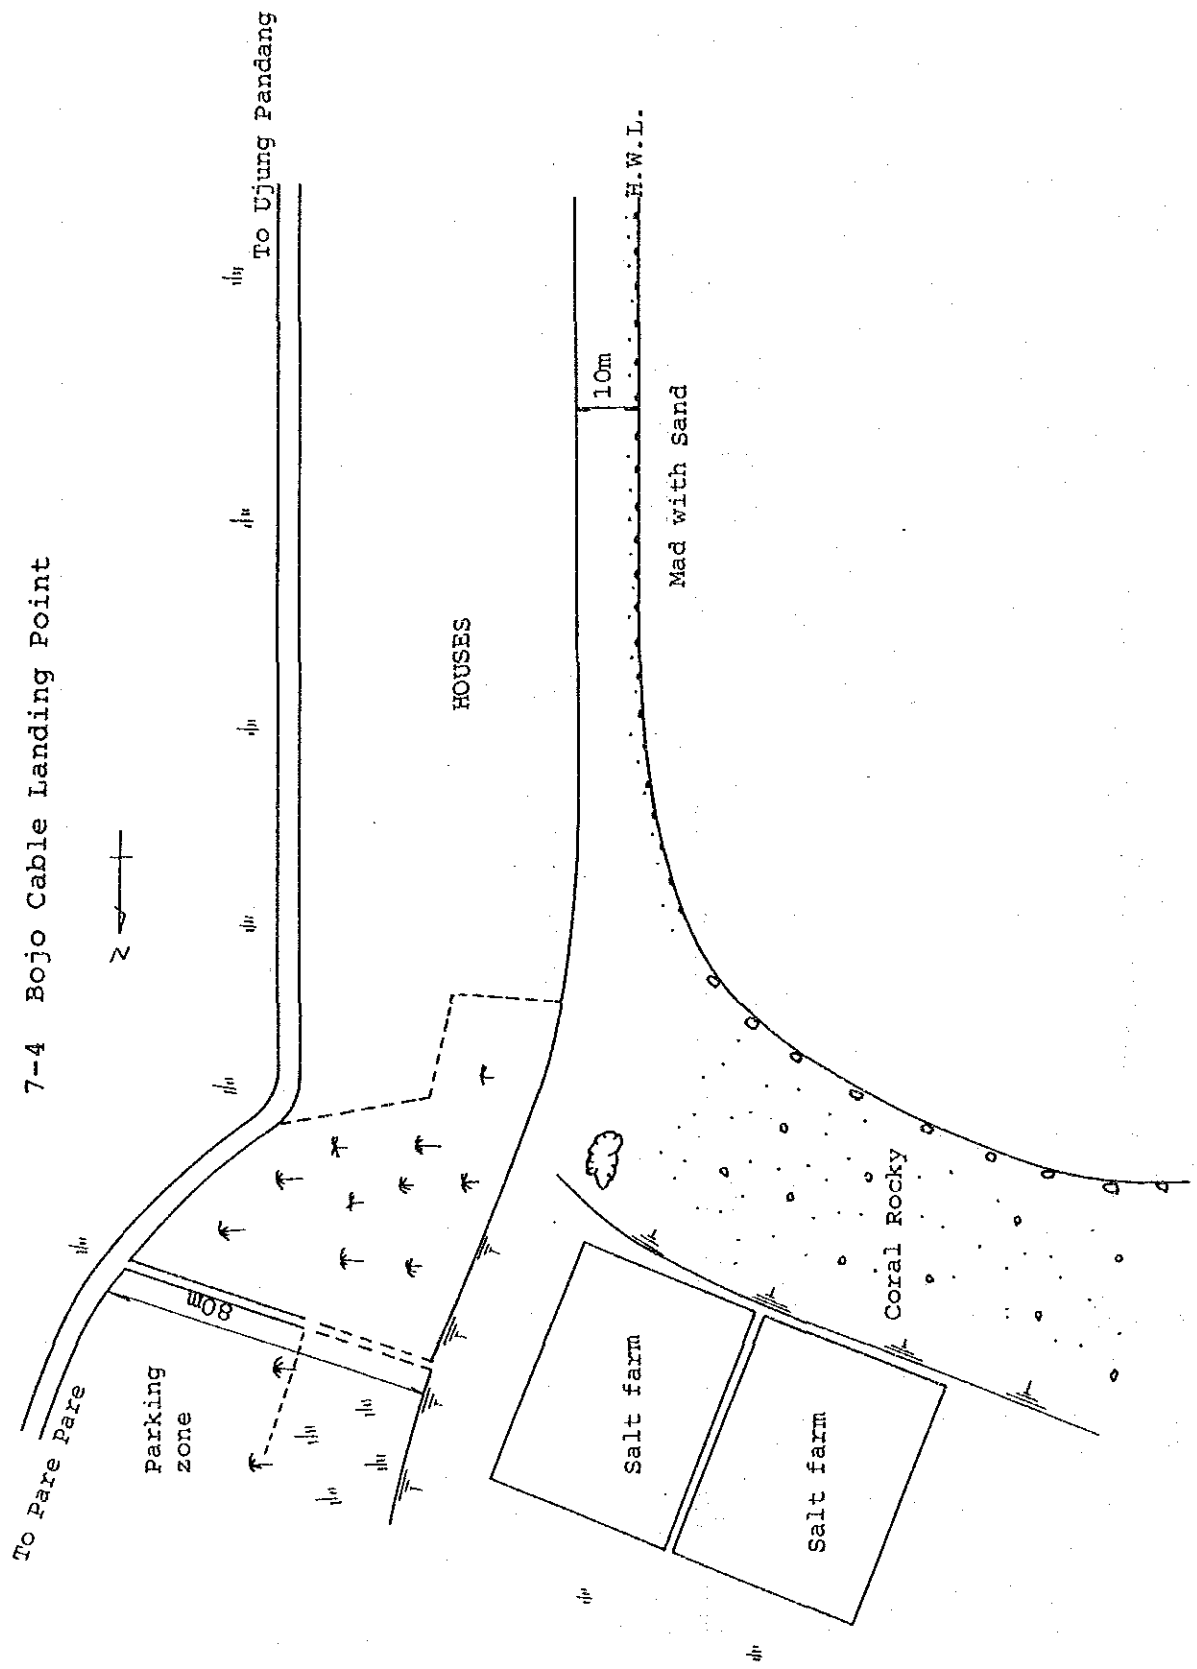 7-4 Bojo Cable Landing Point
N
To Pare Pare
To Ujung Pandang
Parking
zone
80m
HOUSES
10m
H.W.L.
Mad with Sand
Salt farm
Salt farm
Coral Rocky